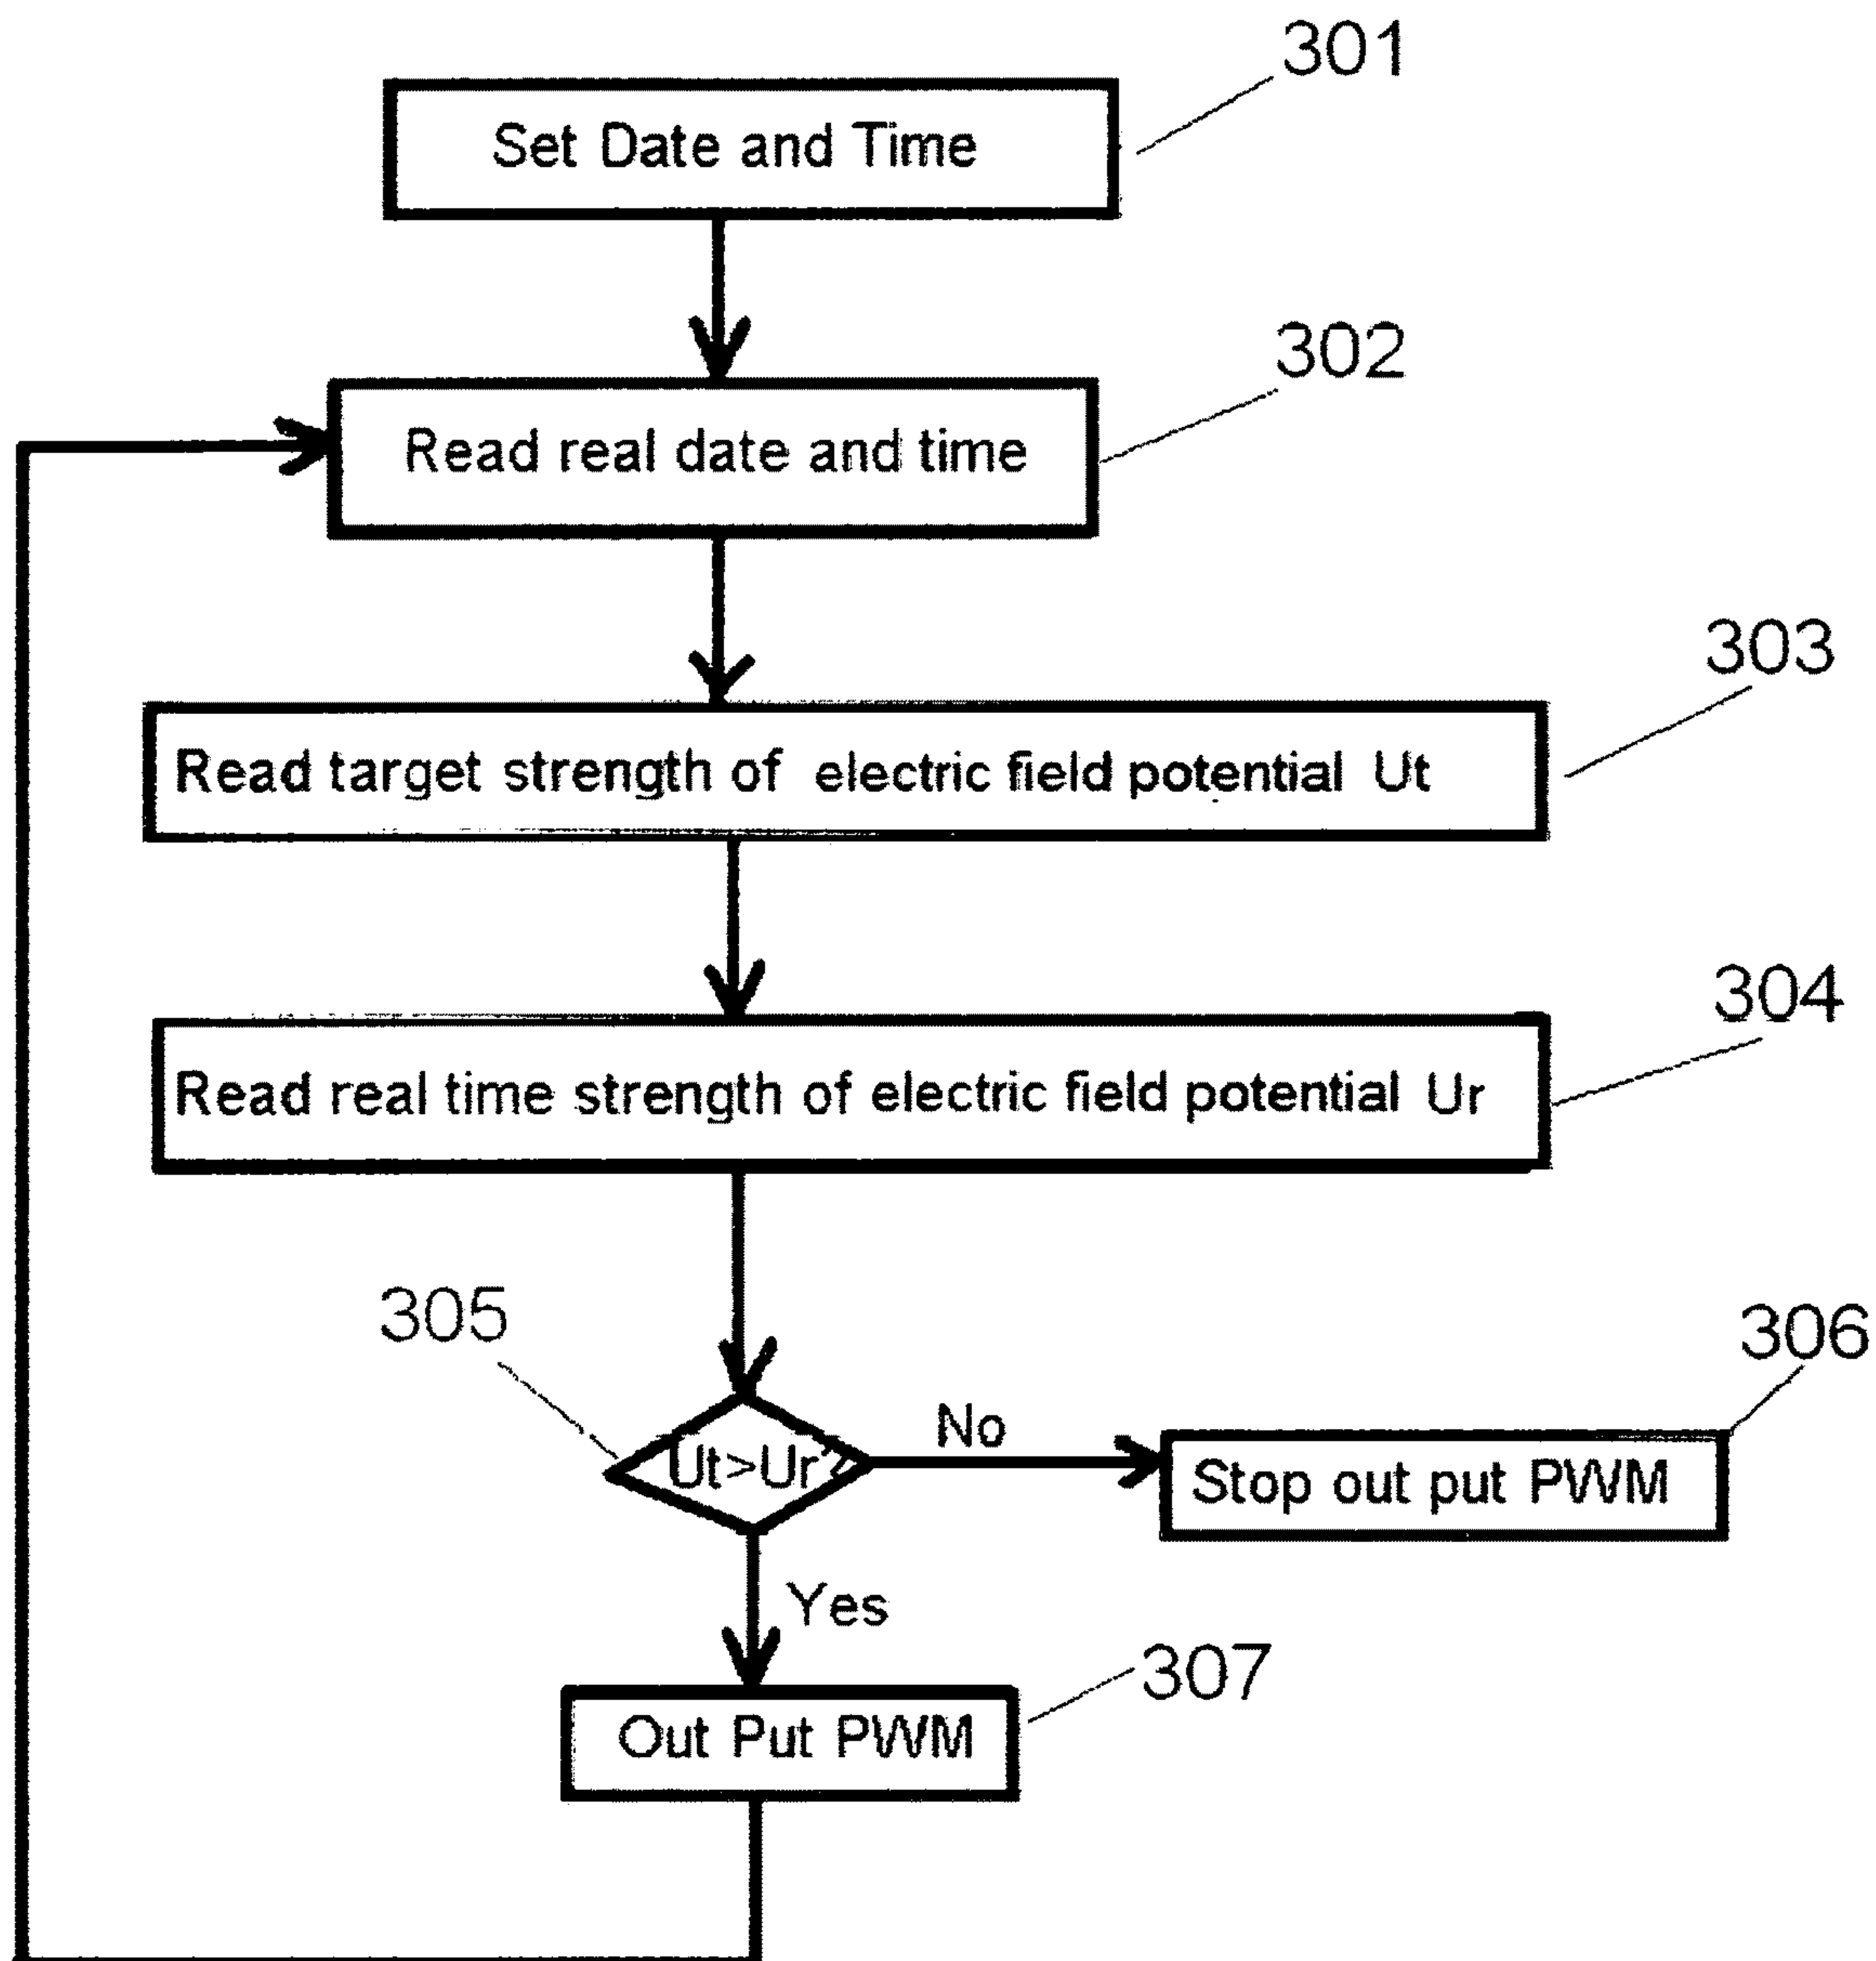 301
Set Date and Time
302
Read real date and time
303
Read target strength of electric field potential Ut
304
Read real time strength of electric field potential Ur
305
306
No
Ut>Ur?
Stop out put PWM
Yes
307
Out Put PWM